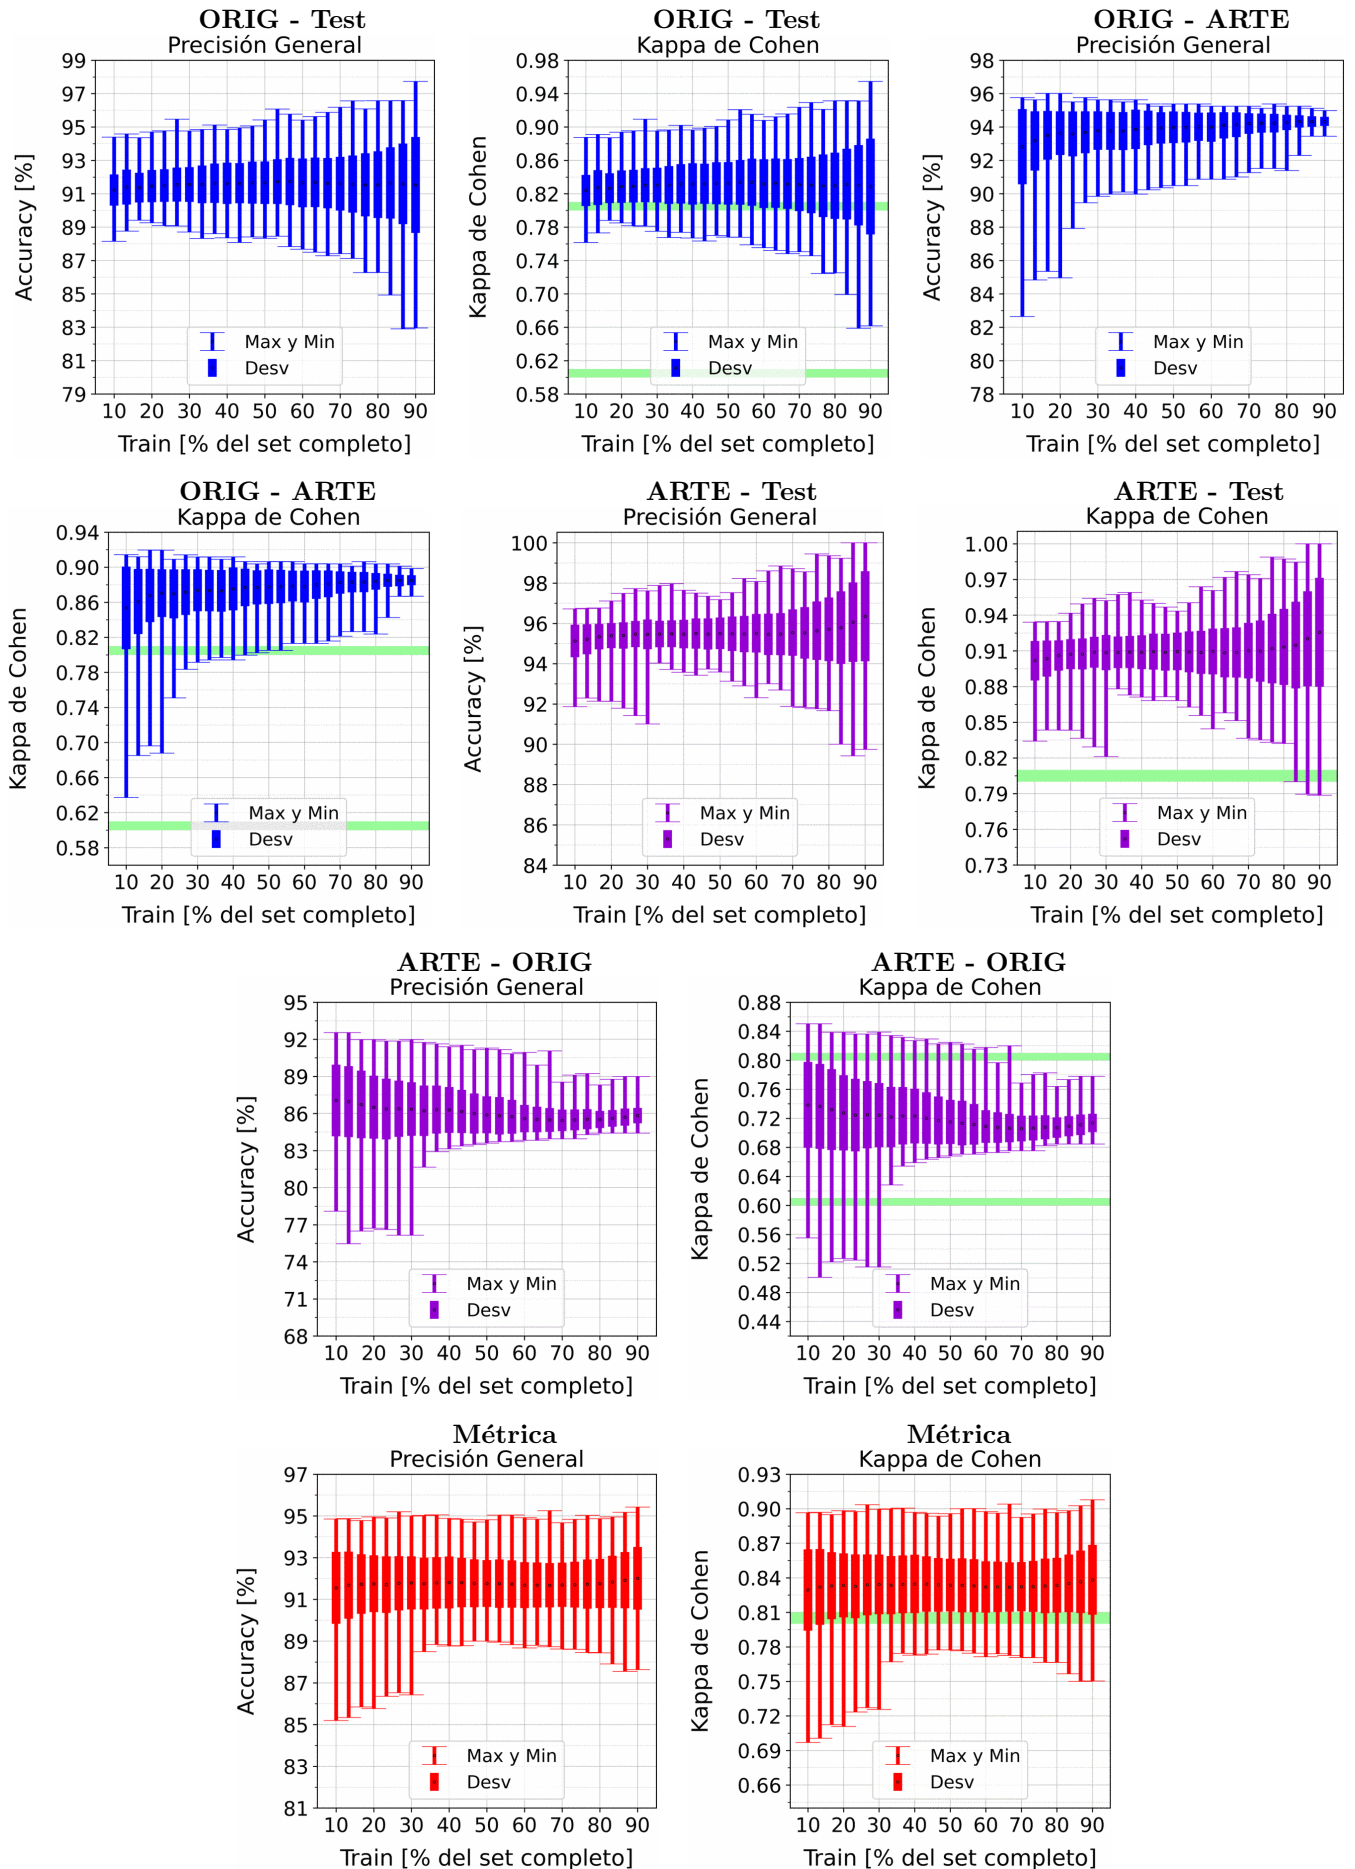 ORIG - Test
Precisión General
99
97
95
93
91
89
87
85
83
81
79
Accuracy [%]
Max y Min
Desv
10 20 30 40 50 60 70 80 90
Train [% del set completo]
ORIG - Test
Kappa de Cohen
0.98
0.94
0.90
0.86
0.82
0.78
0.74
0.70
0.66
0.62
0.58
Kappa de Cohen
Max y Min
Desv
10 20 30 40 50 60 70 80 90
Train [% del set completo]
ORIG - ARTE
Precisión General
98
96
94
92
90
88
86
84
82
80
78
Accuracy [%]
Max y Min
Desv
10 20 30 40 50 60 70 80 90
Train [% del set completo]
ORIG - ARTE
Kappa de Cohen
0.94
0.90
0.86
0.82
0.78
0.74
0.70
0.66
0.62
0.58
Kappa de Cohen
Max y Min
Desv
10 20 30 40 50 60 70 80 90
Train [% del set completo]
ARTE - Test
Precisión General
100
98
96
94
92
90
88
86
84
Accuracy [%]
Max y Min
Desv
10 20 30 40 50 60 70 80 90
Train [% del set completo]
ARTE - Test
Kappa de Cohen
1.00
0.97
0.94
0.91
0.88
0.85
0.82
0.79
0.76
0.73
Kappa de Cohen
Max y Min
Desv
10 20 30 40 50 60 70 80 90
Train [% del set completo]
ARTE - ORIG
Precisión General
95
92
89
86
83
80
77
74
71
68
Accuracy [%]
Max y Min
Desv
10 20 30 40 50 60 70 80 90
Train [% del set completo]
ARTE - ORIG
Kappa de Cohen
0.88
0.84
0.80
0.76
0.72
0.68
0.64
0.60
0.56
0.52
0.48
0.44
Kappa de Cohen
Max y Min
Desv
10 20 30 40 50 60 70 80 90
Train [% del set completo]
Métrica
Precisión General
97
95
93
91
89
87
85
83
81
Accuracy [%]
Max y Min
Desv
10 20 30 40 50 60 70 80 90
Train [% del set completo]
Métrica
Kappa de Cohen
0.93
0.90
0.87
0.84
0.81
0.78
0.75
0.72
0.69
0.66
Kappa de Cohen
Max y Min
Desv
10 20 30 40 50 60 70 80 90
Train [% del set completo]